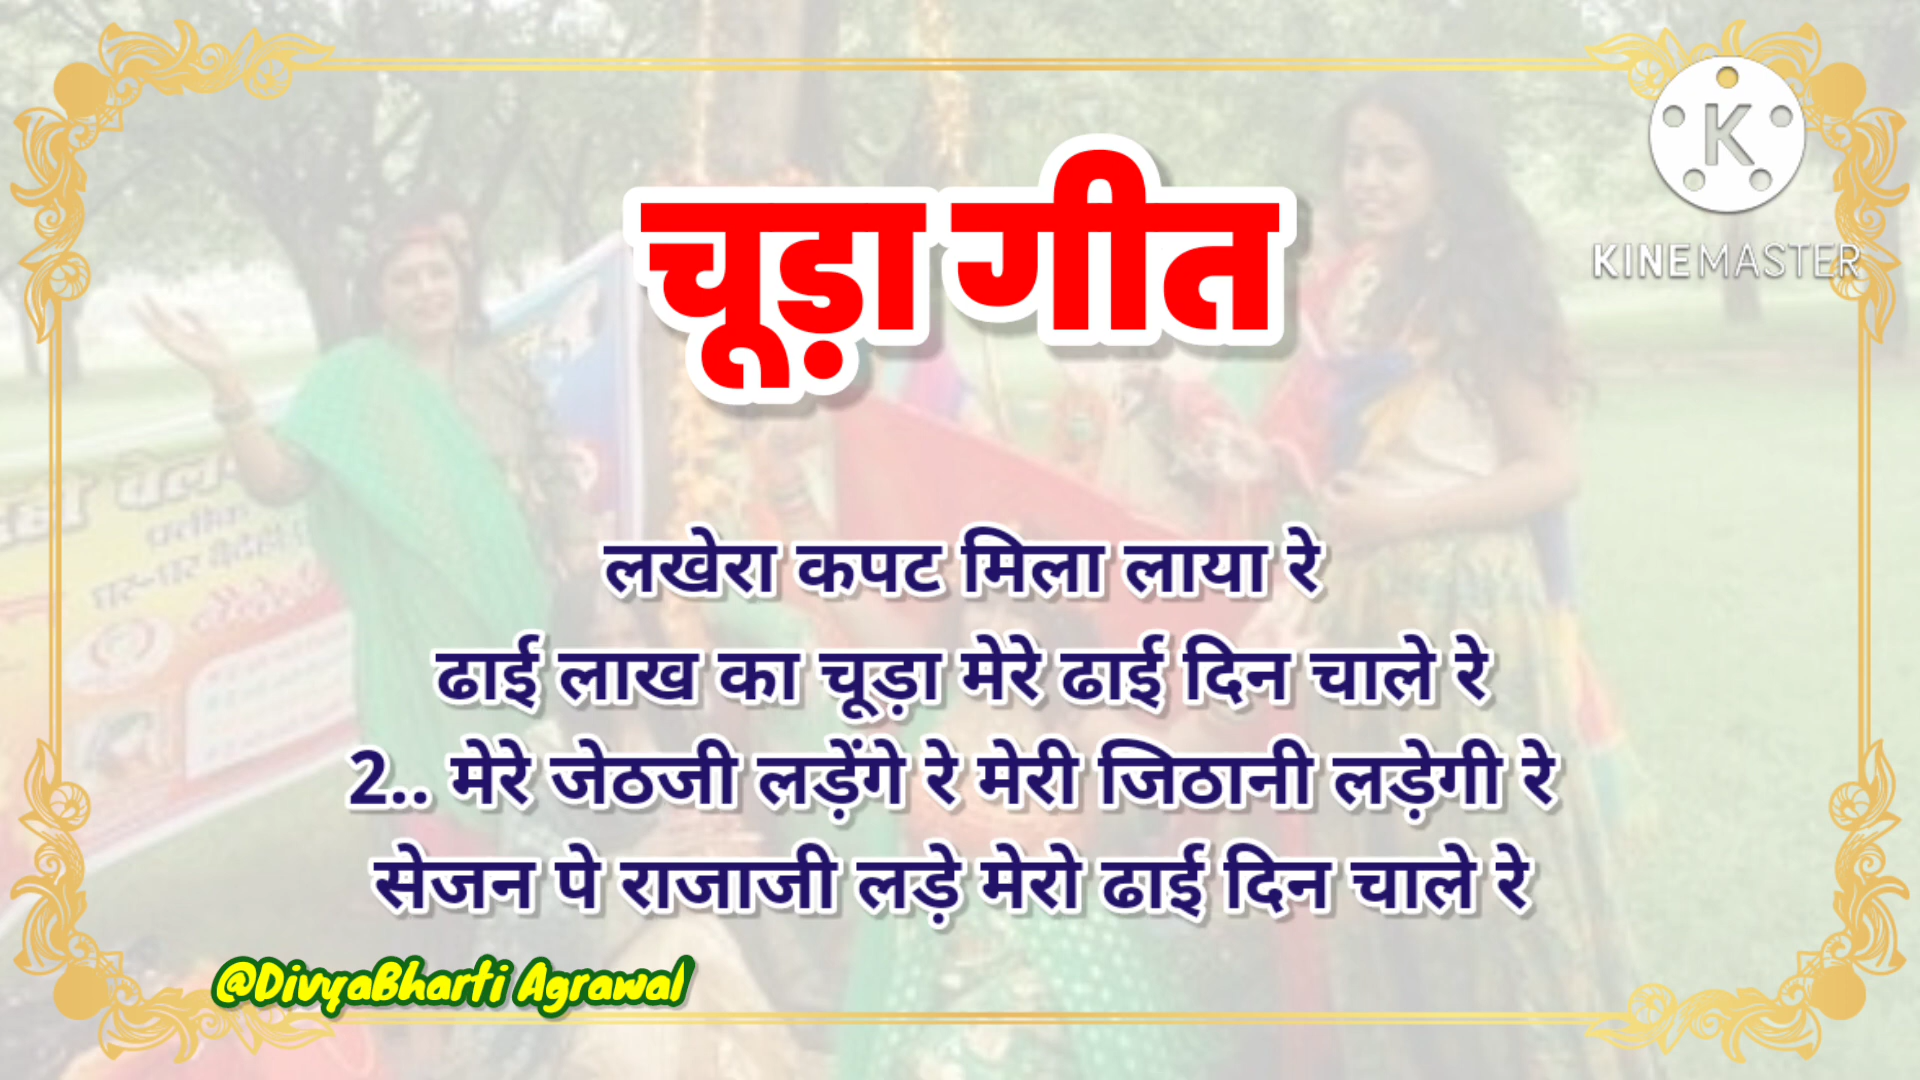 चूड़ा गीत
KINEMASTER
लखेरा कपट मिला लाया रे
ढाई लाख का चूड़ा मेरे ढाई दिन चाले रे
2.. मेरे जेठजी लड़ेंगे रे मेरी जिठानी लड़ेगी रे
सेजन पे राजाजी लड़े मेरो ढाई दिन चाले रे
@DivyaBharti Agrawal